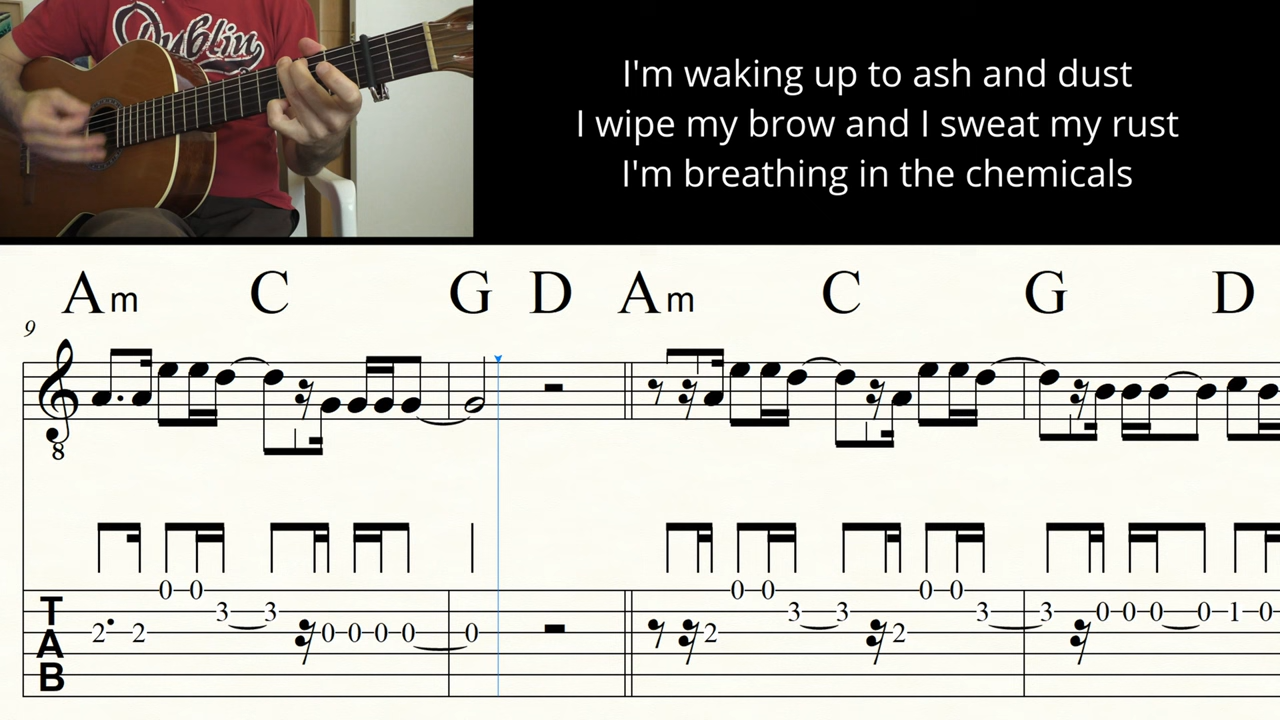 Dublin
I'm waking up to ash and dust
I wipe my brow and I sweat my rust
I'm breathing in the chemicals
Am C G D Am C G D
9
8
2 2 0 0 3 3 0 0 0 0 0 2 0 0 3 3 2 0 0 3 3 0 0 0 0 1 0
TAB